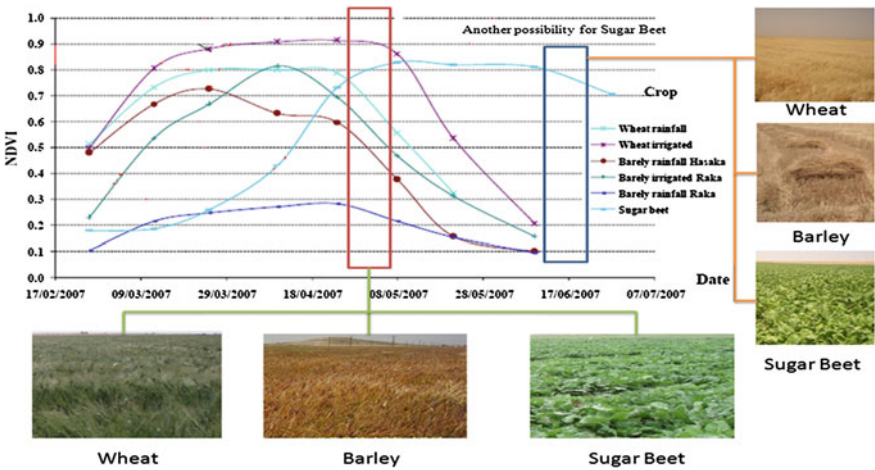 Another possibility for Sugar Beet
1.0
0.9
0.8
0.7
0.6
0.5
0.4
0.3
0.2
0.1
0.0
NDVI
17/02/2007 09/03/2007 29/03/2007 18/04/2007 08/05/2007 28/05/2007 17/06/2007 07/07/2007
Date
Crop
Wheat rainfall
Wheat irrigated
Barely rainfall Hasaka
Barely irrigated Raka
Barely rainfall Raka
Sugar beet
Wheat
Barley
Sugar Beet
Wheat
Barley
Sugar Beet